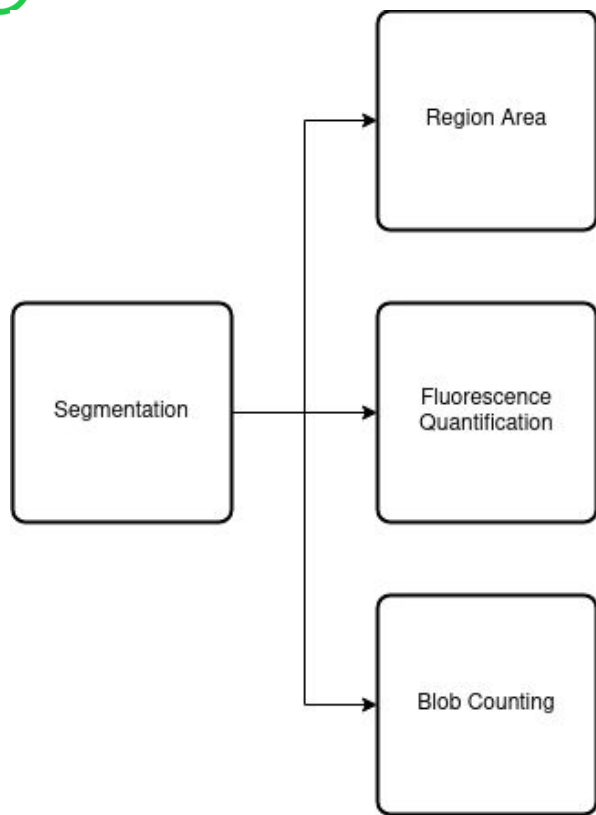 Region Area
Segmentation
Fluorescence
Quantification
Blob Counting